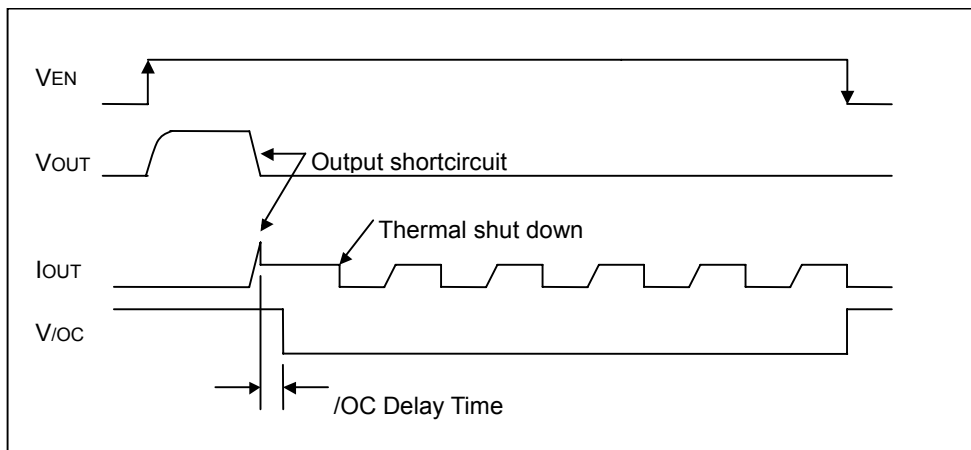 VEN
VOUT
Output shortcircuit
Thermal shut down
IOUT
V/OC
/OC Delay Time